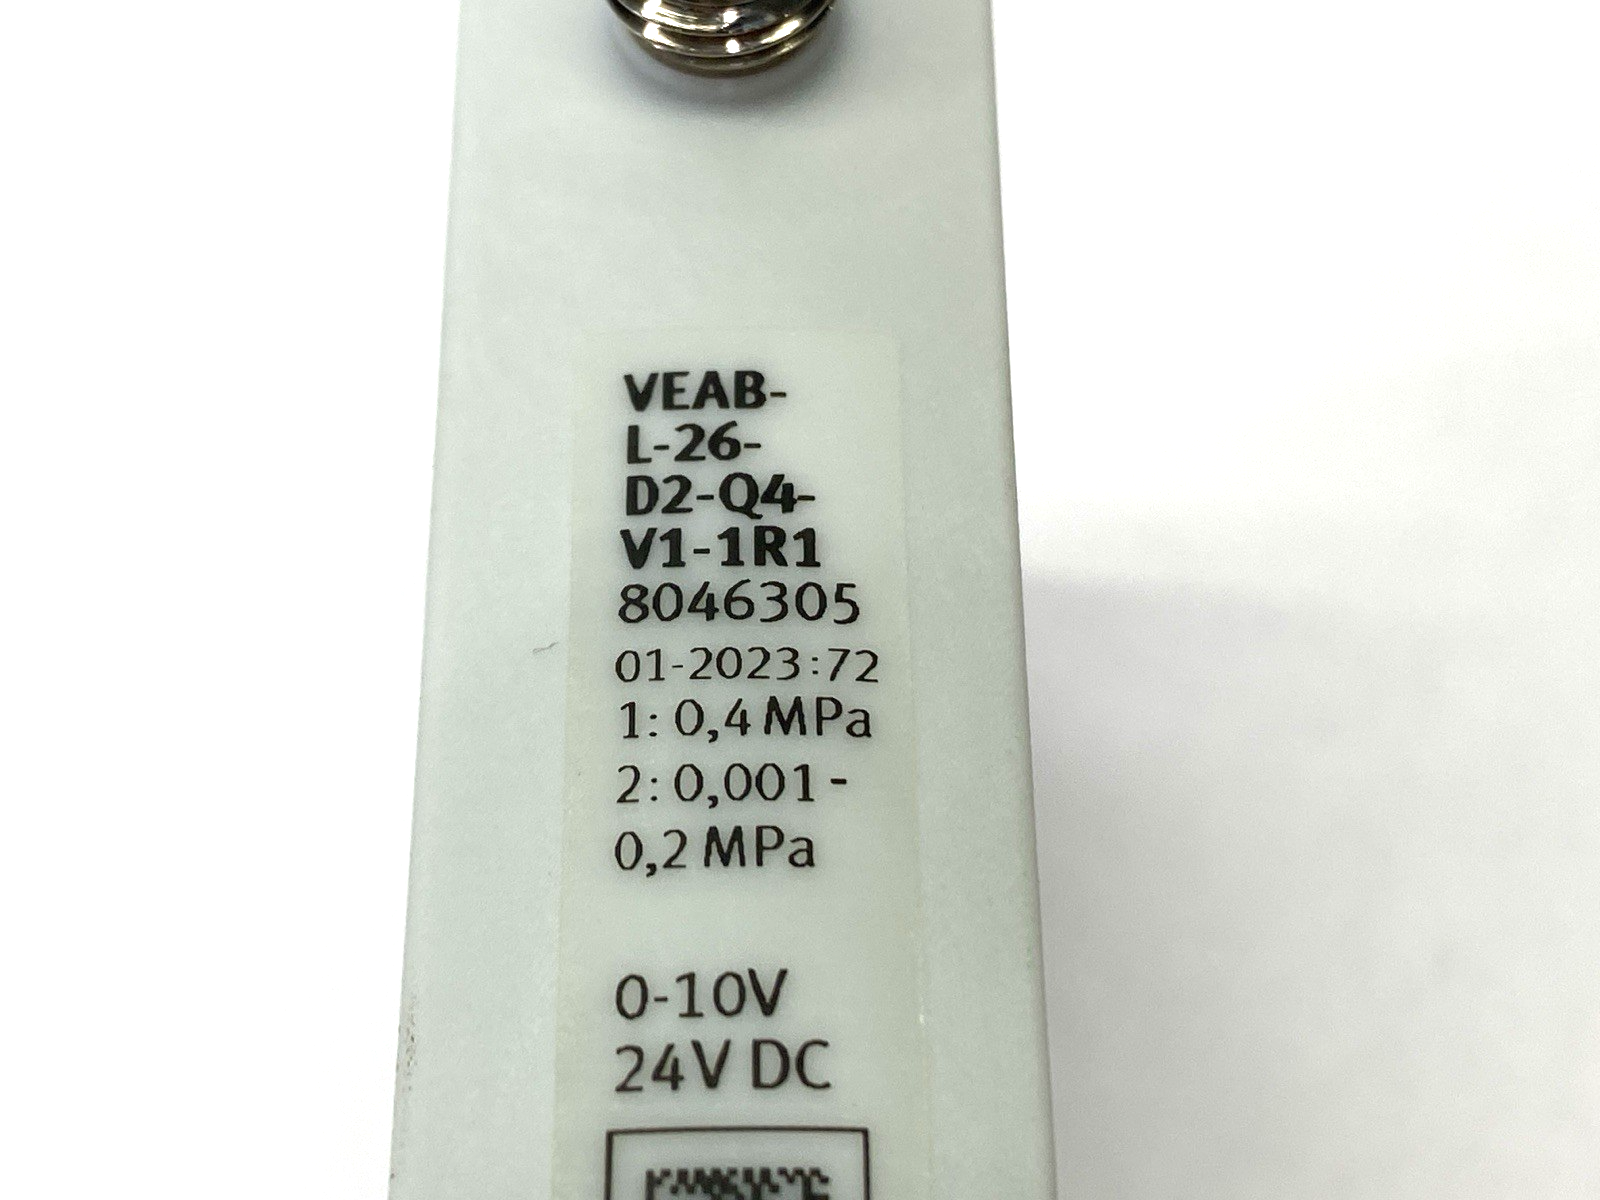 VEAB-
L-26-
D2-Q4-
V1-1R1
8046305
01-2023:72
1: 0,4 MPa
2: 0,001-
0,2 MPa
0-10V
24V DC